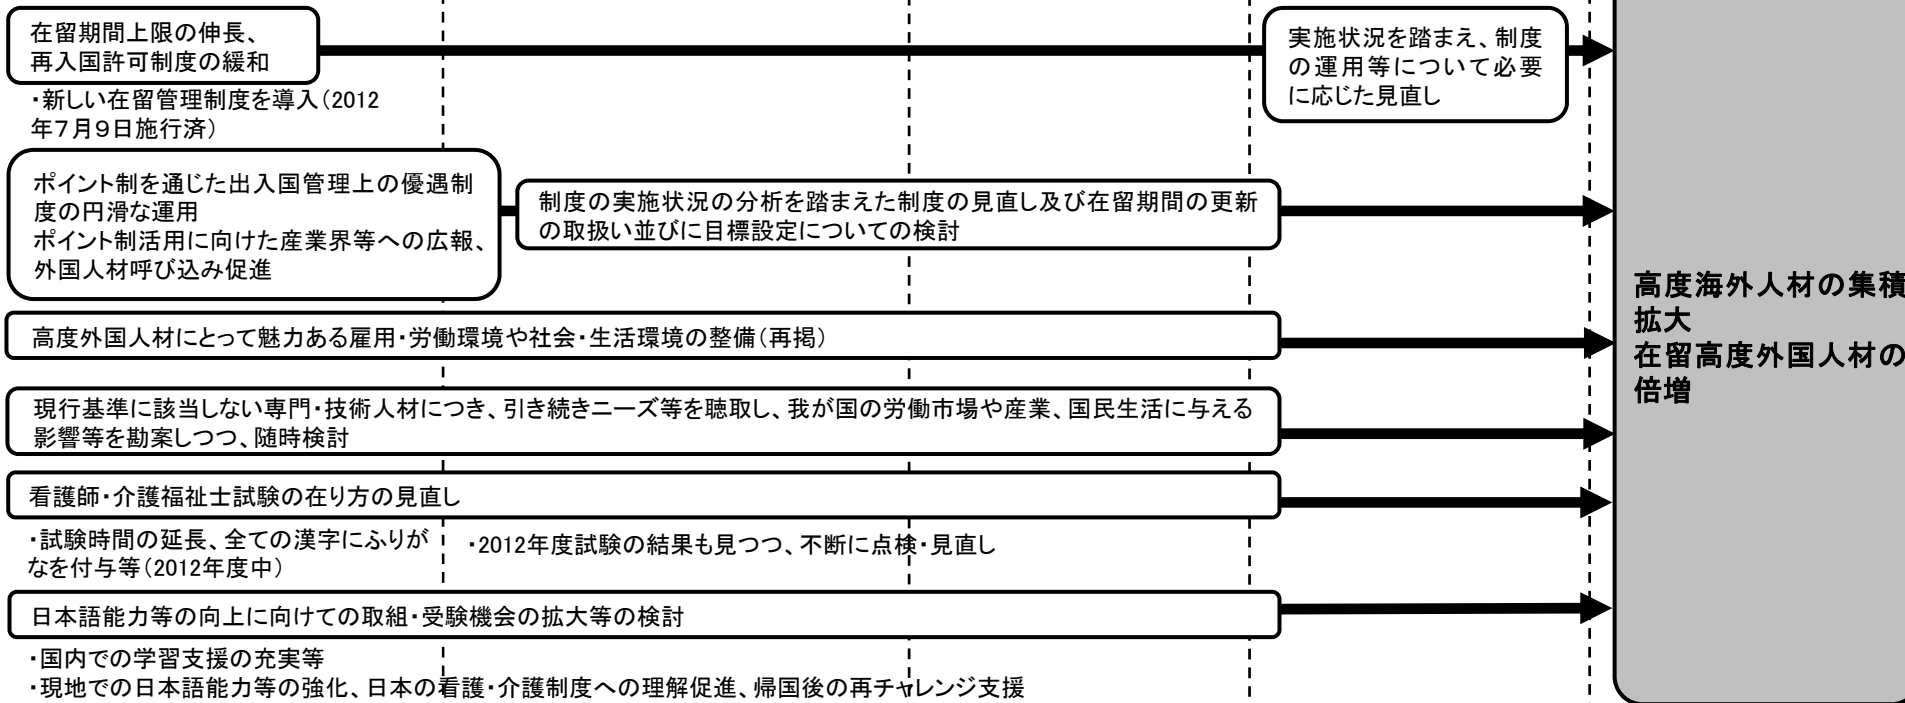 在留期間上限の伸長、
再入国許可制度の緩和
・新しい在留管理制度を導入（2012
年７月９日施行済）
実施状況を踏まえ、制度
の運用等について必要
に応じた見直し
ポイント制を通じた出入国管理上の優遇制
度の円滑な運用
ポイント制活用に向けた産業界等への広報、
外国人材呼び込み促進
制度の実施状況の分析を踏まえた制度の見直し及び在留期間の更新
の取扱い並びに目標設定についての検討
高度外国人材にとって魅力ある雇用・労働環境や社会・生活環境の整備（再掲）
現行基準に該当しない専門・技術人材につき、引き続きニーズ等を聴取し、我が国の労働市場や産業、国民生活に与える
影響等を勘案しつつ、随時検討
看護師・介護福祉士試験の在り方の見直し
・試験時間の延長、全ての漢字にふりが
なを付与等（2012年度中）
・2012年度試験の結果も見つつ、不断に点検・見直し
日本語能力等の向上に向けての取組・受験機会の拡大等の検討
・国内での学習支援の充実等
・現地での日本語能力等の強化、日本の看護・介護制度への理解促進、帰国後の再チャレンジ支援
高度海外人材の集積
拡大
在留高度外国人材の
倍増